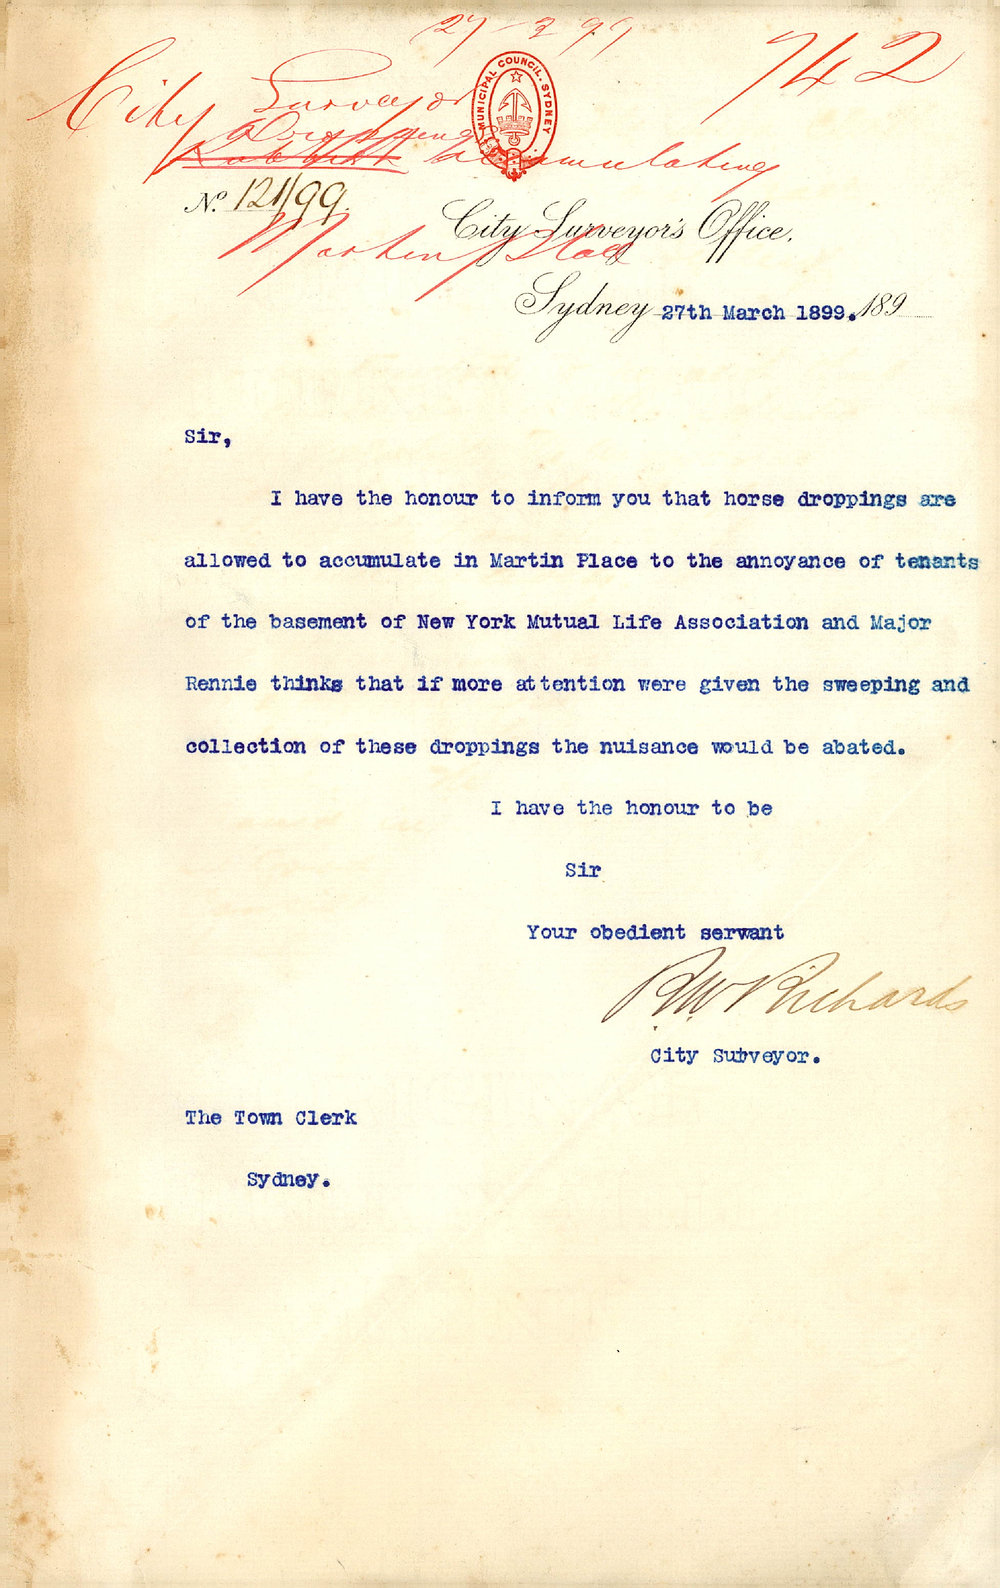 27-3 99
742
City Surveyor
MUNICIPAL COUNCIL. SYDNEY
Droppings
Rubbish accumulating
No. 121/99.
Martin Place
City Surveyor's Office.
Sydney 27th March 1899. 189
Sir,
I have the honour to inform you that horse droppings are
allowed to accumulate in Martin Place to the annoyance of tenants
of the basement of New York Mutual Life Association and Major
Rennie thinks that if more attention were given the sweeping and
collection of these droppings the nuisance would be abated.
I have the honour to be
Sir
Your obedient servant
R.W. Richards
City Surveyor.
The Town Clerk
Sydney.